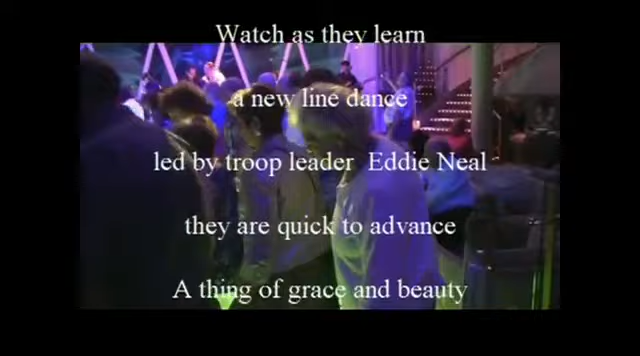 Watch as they learn
a new line dance
led by troop leader Eddie Neal
they are quick to advance
A thing of grace and beauty